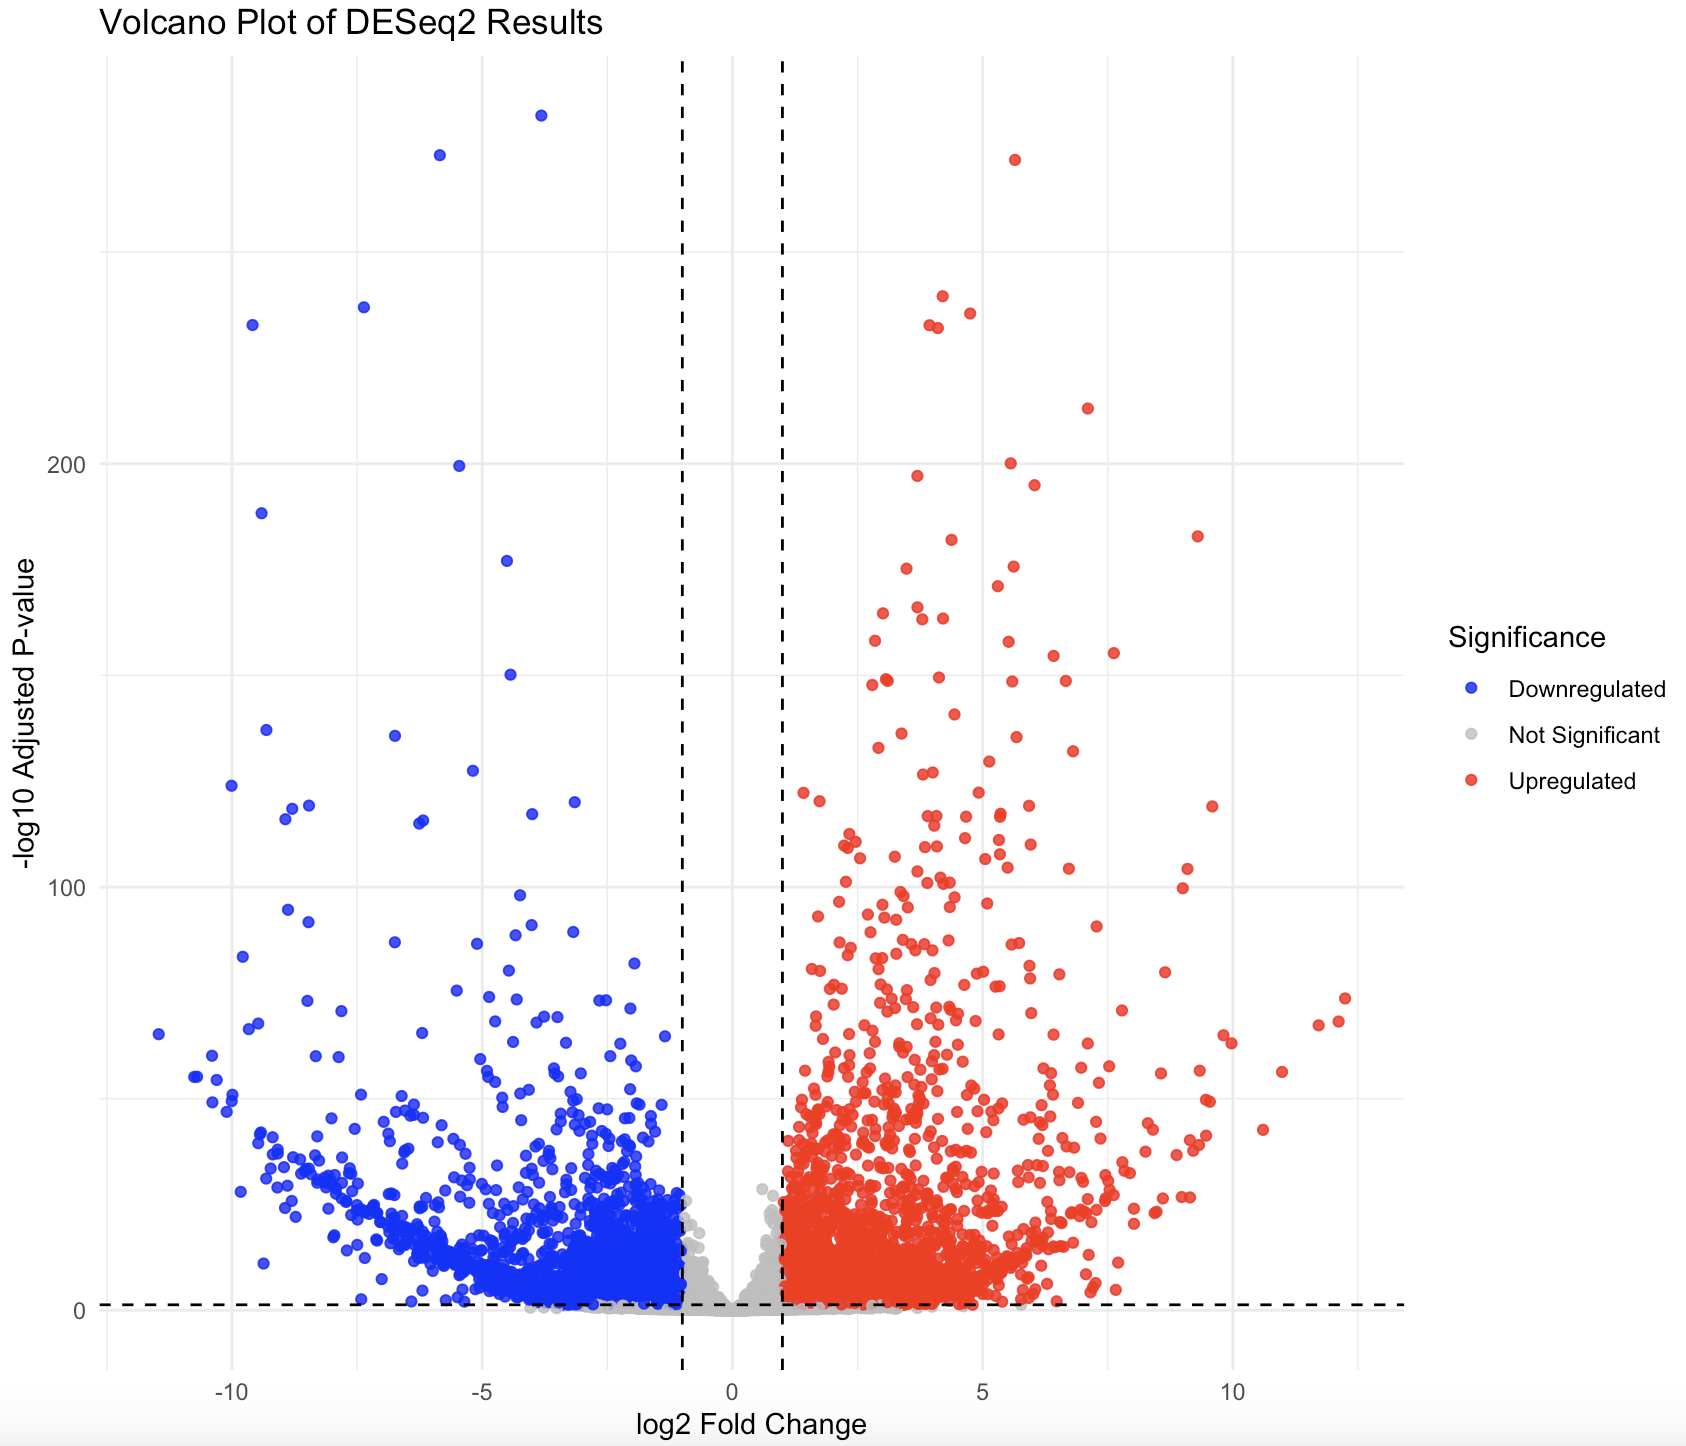 Volcano Plot of DESeq2 Results
-log10 Adjusted P-value
200
100
0
-10
-5
0
5
10
log2 Fold Change
Significance
Downregulated
Not Significant
Upregulated